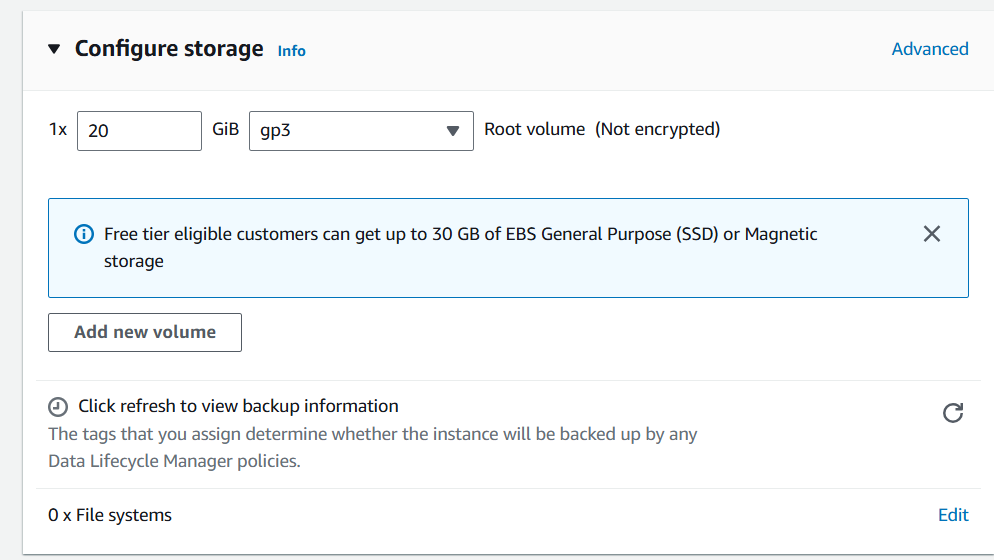 Configure storage Info Advanced
1x 20 GiB gp3 Root volume (Not encrypted)
Free tier eligible customers can get up to 30 GB of EBS General Purpose (SSD) or Magnetic
storage
Add new volume
Click refresh to view backup information
The tags that you assign determine whether the instance will be backed up by any
Data Lifecycle Manager policies.
0 x File systems Edit